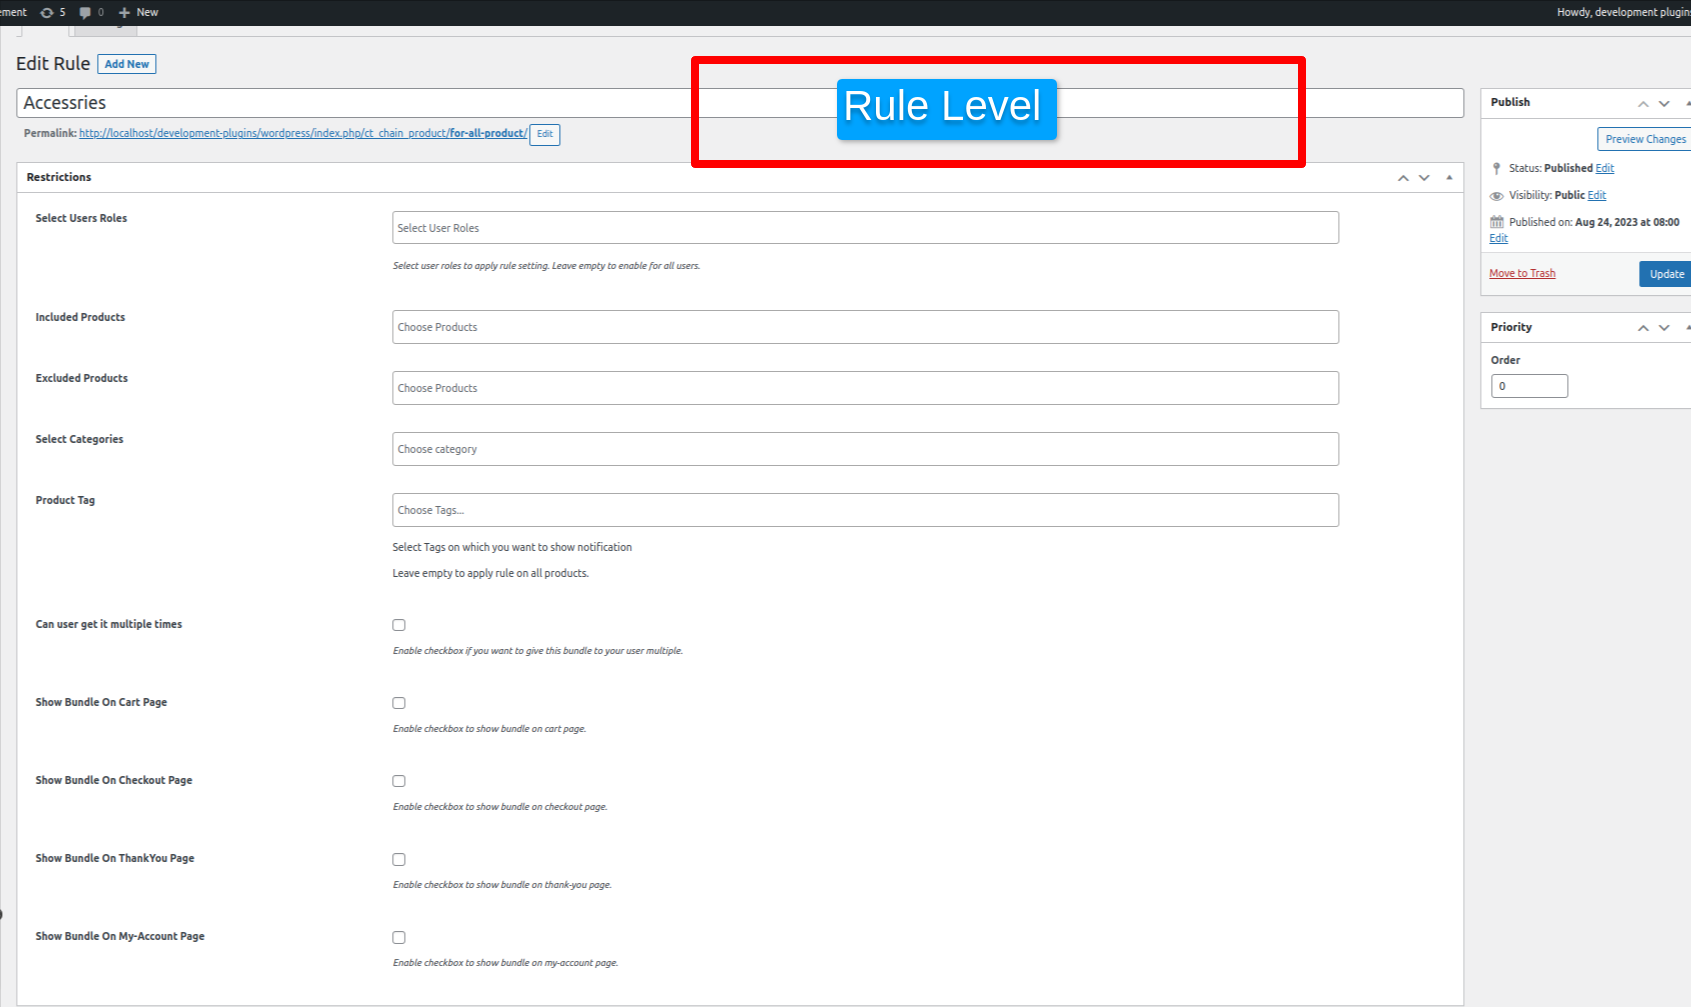 ement 5 0 New Howdy, development plugins
Edit Rule Add New
Rule Level
Accessries
Permalink: http://localhost/development-plugins/wordpress/index.php/ct_chain_product/for-all-product/ Edit
Restrictions
Select Users Roles
Select User Roles
Select user roles to apply rule setting. Leave empty to enable for all users.
Included Products
Choose Products
Excluded Products
Choose Products
Select Categories
Choose category
Product Tag
Choose Tags...
Select Tags on which you want to show notification
Leave empty to apply rule on all products.
Can user get it multiple times
Enable checkbox if you want to give this bundle to your user multiple.
Show Bundle On Cart Page
Enable checkbox to show bundle on cart page.
Show Bundle On Checkout Page
Enable checkbox to show bundle on checkout page.
Show Bundle On ThankYou Page
Enable checkbox to show bundle on thank-you page.
Show Bundle On My-Account Page
Enable checkbox to show bundle on my-account page.
Publish
Preview Changes
Status: Published Edit
Visibility: Public Edit
Published on: Aug 24, 2023 at 08:00
Edit
Move to Trash Update
Priority
Order
0